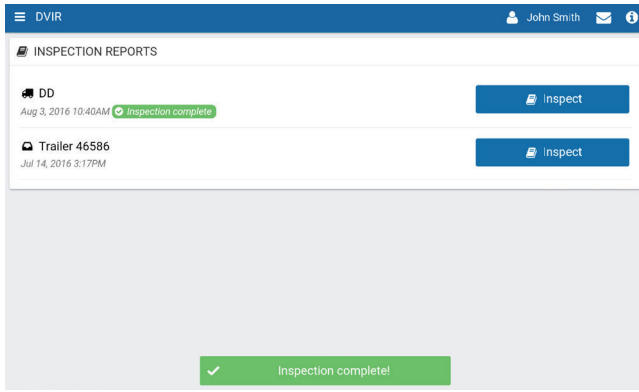 DVIR John Smith
INSPECTION REPORTS
DD
Aug 3, 2016 10:40AM Inspection complete
Inspect
Trailer 46586
Jul 14, 2016 3:17PM
Inspect
Inspection complete!